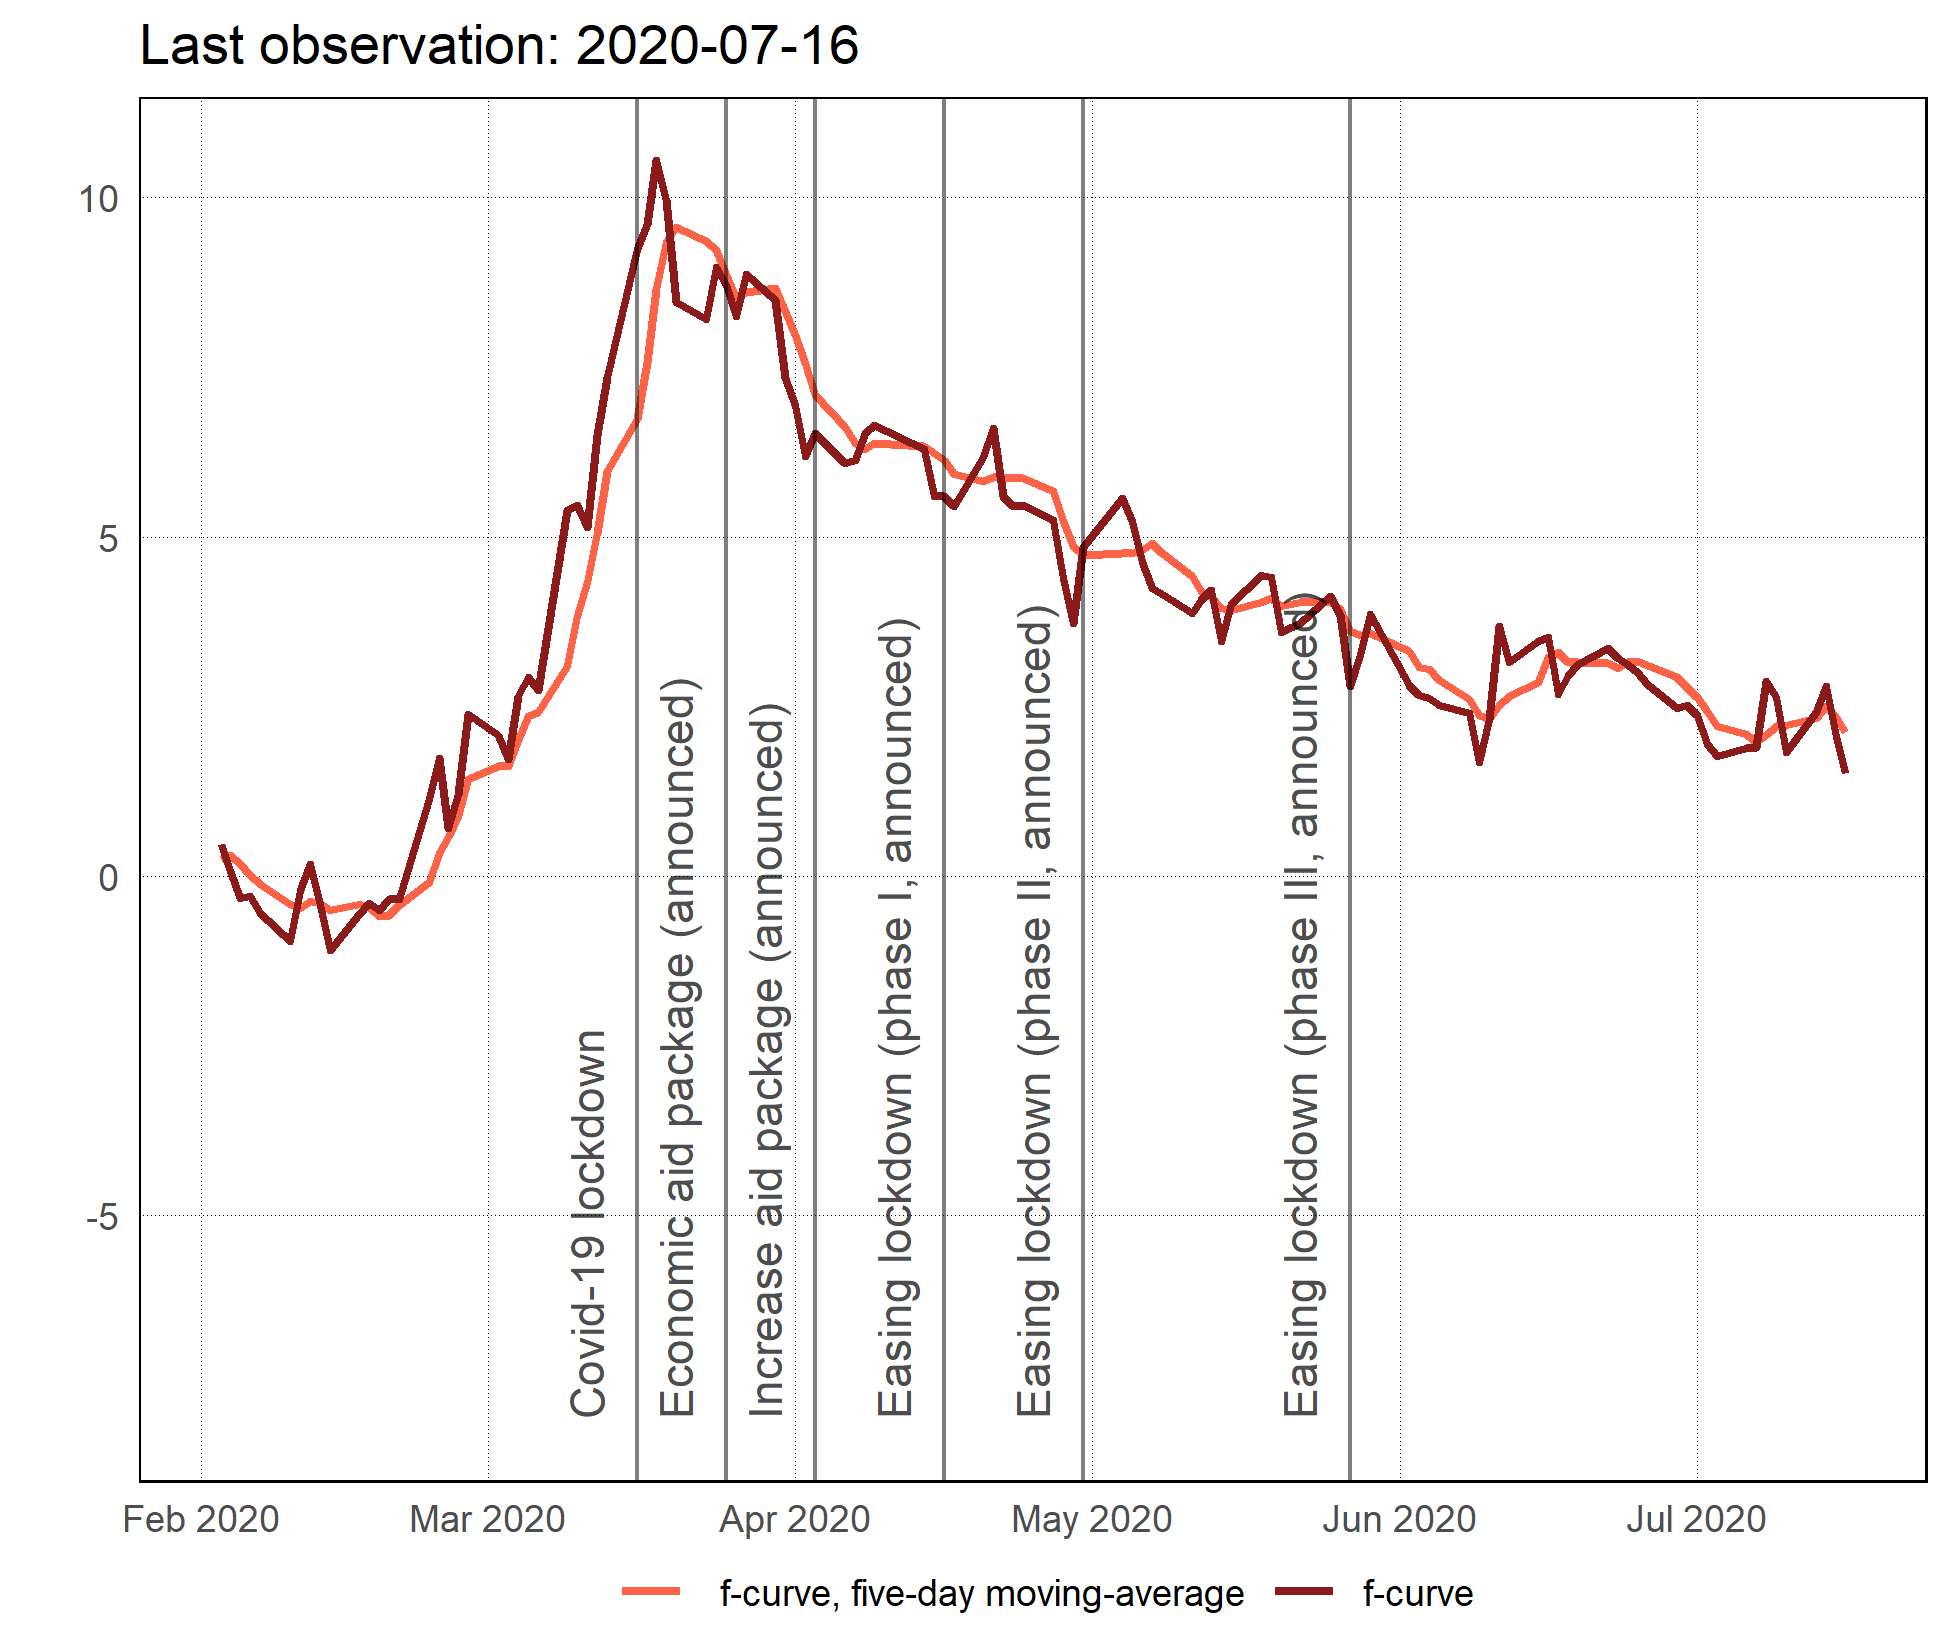 Last observation: 2020-07-16
10
5
0
-5
Covid-19 lockdown
Economic aid package (announced)
Increase aid package (announced)
Easing lockdown (phase I, announced)
Easing lockdown (phase II, announced)
Easing lockdown (phase III, announced)
Feb 2020 Mar 2020 Apr 2020 May 2020 Jun 2020 Jul 2020
f-curve, five-day moving-average f-curve